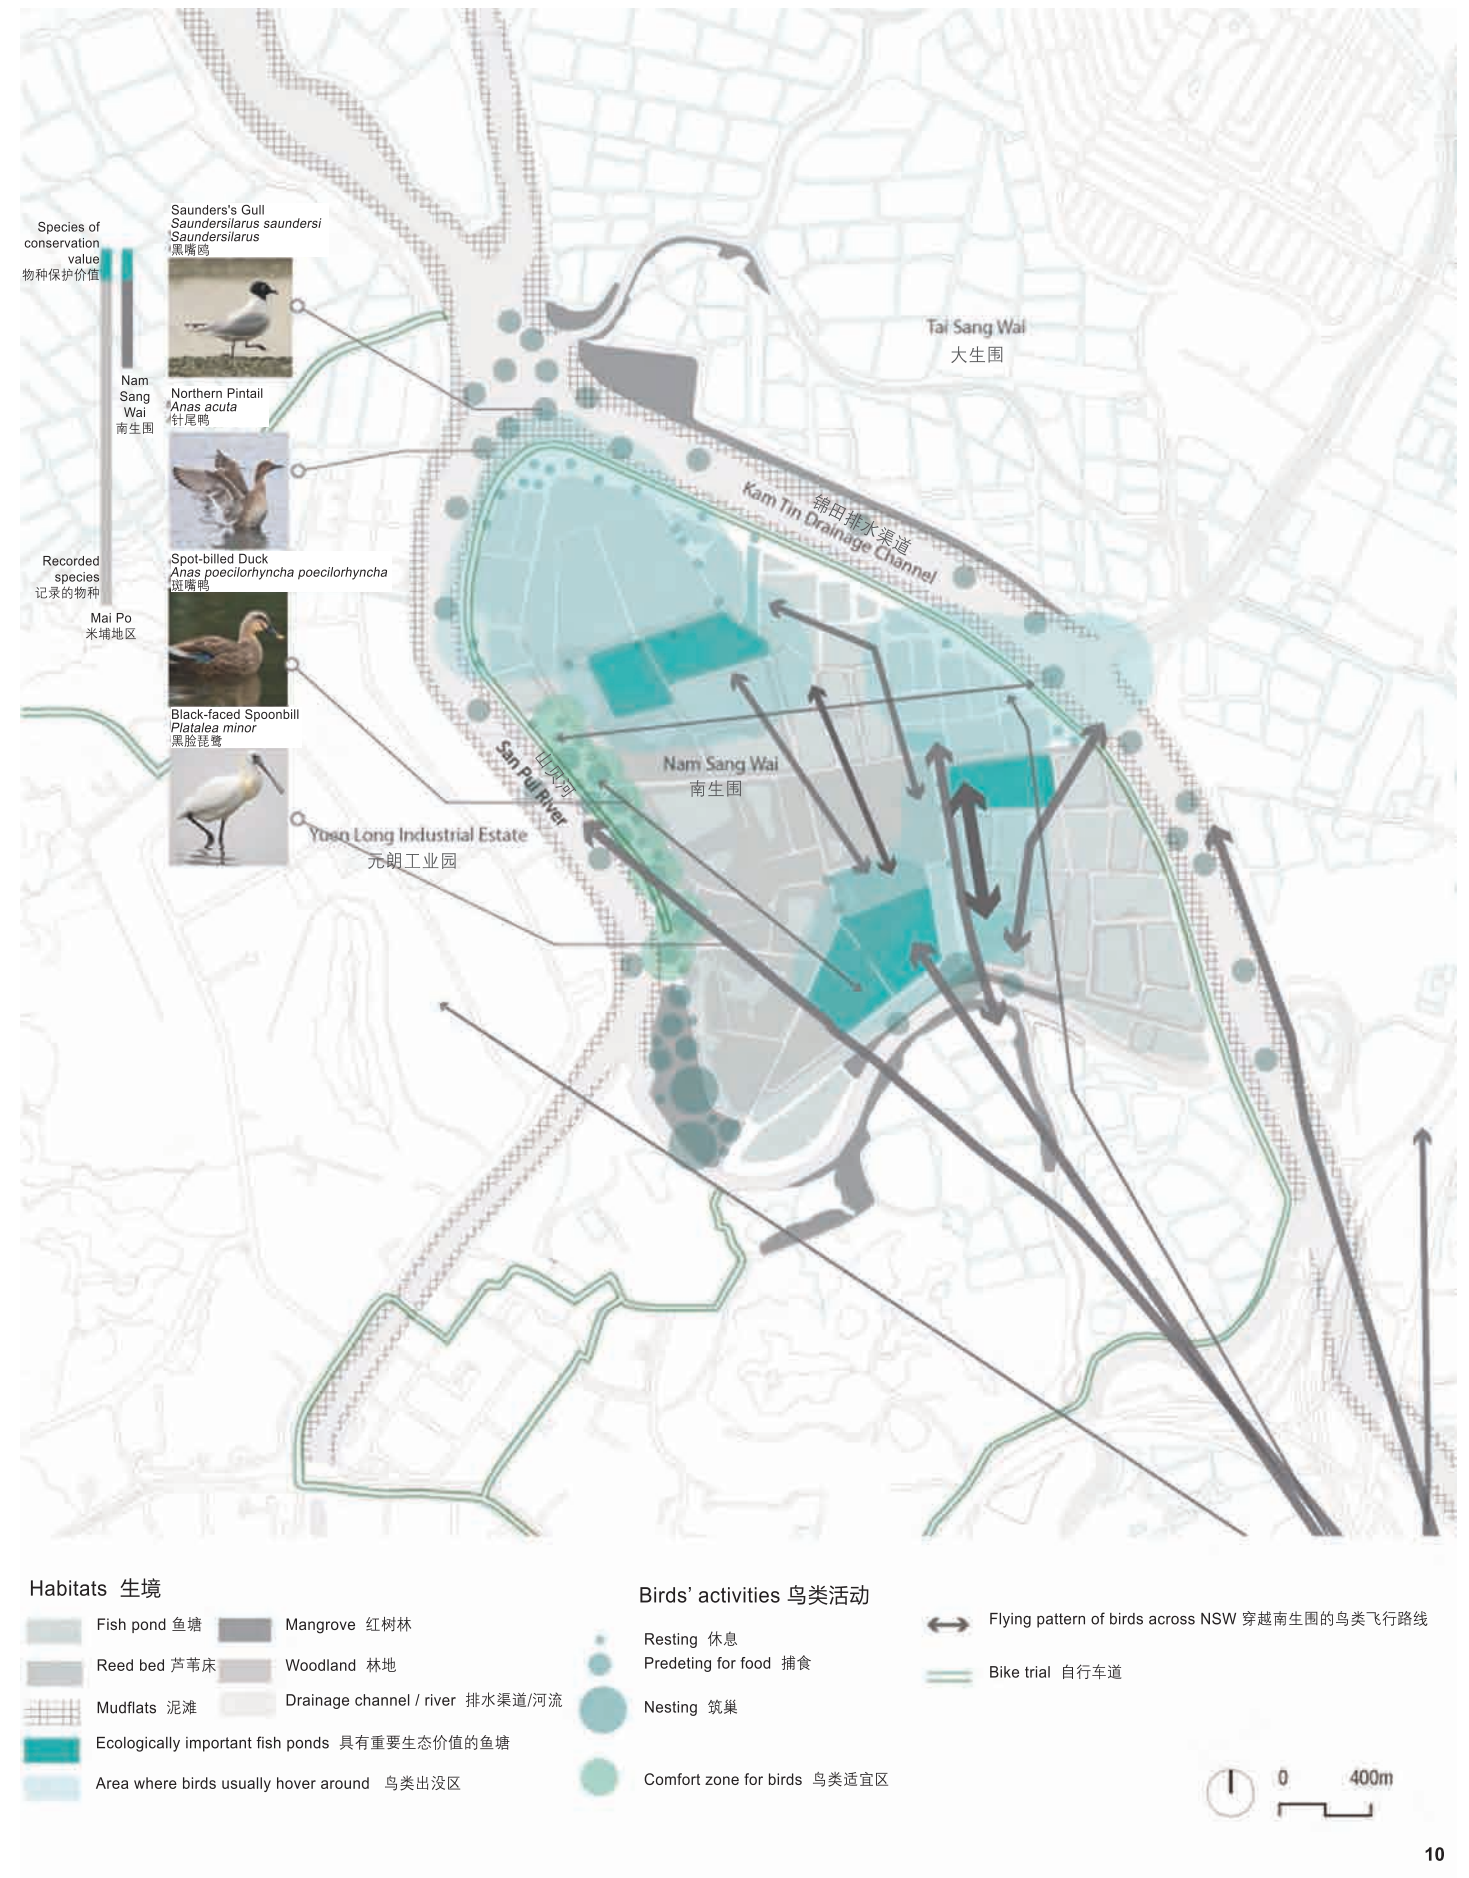 Saunders's Gull
Saundersilarus saundersi
Saundersilarus
黑嘴鸥
Species of
conservation
value
物种保护价值
Nam
Sang
Wai
南生围
Northern Pintail
Anas acuta
针尾鸭
Recorded
species
记录的物种
Mai Po
米埔地区
Spot-billed Duck
Anas poecilorhyncha poecilorhyncha
斑嘴鸭
Black-faced Spoonbill
Platalea minor
黑脸琵鹭
Tai Sang Wai
大生围
锦田排水渠道
Kam Tin Drainage Channel
Nam Sang Wai
南生围
山贝河
San Pui River
Yuen Long Industrial Estate
元朗工业园
Habitats 生境
Fish pond 鱼塘
Mangrove 红树林
Reed bed 芦苇床
Woodland 林地
Mudflats 泥滩
Drainage channel / river 排水渠道/河流
Ecologically important fish ponds 具有重要生态价值的鱼塘
Area where birds usually hover around 鸟类出没区
Birds' activities 鸟类活动
Resting 休息
Predeting for food 捕食
Nesting 筑巢
Comfort zone for birds 鸟类适宜区
Flying pattern of birds across NSW 穿越南生围的鸟类飞行路线
Bike trial 自行车道
0 400m
10